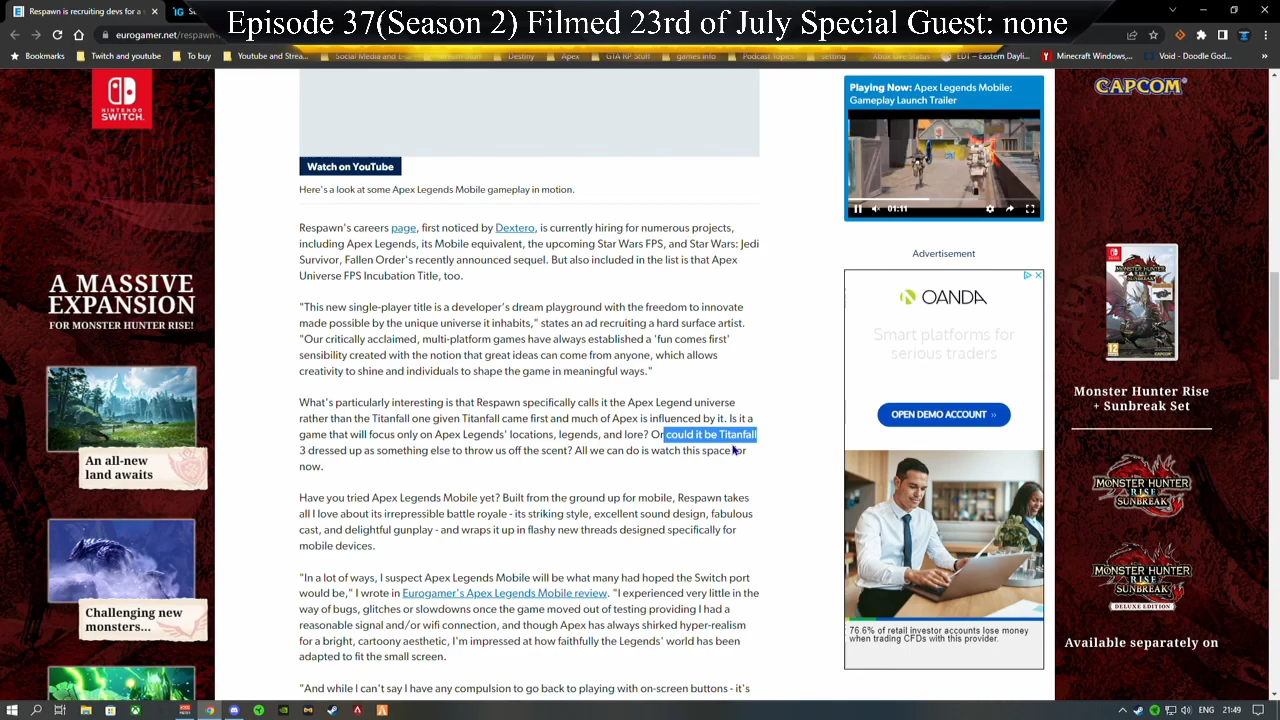 Episode 37(Season 2) Filmed 23rd of July Special Guest: none
eurogamer.net/r
Bookmarks
Twitch and youtube
To buy
Youtube and Strea...
Destiny
Apex
GTA RP Stuff
games info
Podcast Topics
Xbox Live Status
EDT – Eastern Dayli...
Minecraft Windows,...
Void - Doodle God...
NINTENDO
SWITCH
A MASSIVE
EXPANSION
FOR MONSTER HUNTER RISE!
An all-new
land awaits
Challenging new
monsters...
Watch on YouTube
Here's a look at some Apex Legends Mobile gameplay in motion.
Respawn's careers page, first noticed by Dextero, is currently hiring for numerous projects,
including Apex Legends, its Mobile equivalent, the upcoming Star Wars FPS, and Star Wars: Jedi
Survivor, Fallen Order's recently announced sequel. But also included in the list is that Apex
Universe FPS Incubation Title, too.
"This new single-player title is a developer's dream playground with the freedom to innovate
made possible by the unique universe it inhabits," states an ad recruiting a hard surface artist.
"Our critically acclaimed, multi-platform games have always established a 'fun comes first'
sensibility created with the notion that great ideas can come from anyone, which allows
creativity to shine and individuals to shape the game in meaningful ways."
What's particularly interesting is that Respawn specifically calls it the Apex Legend universe
rather than the Titanfall one given Titanfall came first and much of Apex is influenced by it. Is it a
game that will focus only on Apex Legends' locations, legends, and lore? Or could it be Titanfall
3 dressed up as something else to throw us off the scent? All we can do is watch this space for
now.
Have you tried Apex Legends Mobile yet? Built from the ground up for mobile, Respawn takes
all I love about its irrepressible battle royale - its striking style, excellent sound design, fabulous
cast, and delightful gunplay - and wraps it up in flashy new threads designed specifically for
mobile devices.
"In a lot of ways, I suspect Apex Legends Mobile will be what many had hoped the Switch port
would be," I wrote in Eurogamer's Apex Legends Mobile review. "I experienced very little in the
way of bugs, glitches or slowdowns once the game moved out of testing providing I had a
reasonable signal and/or wifi connection, and though Apex has always shirked hyper-realism
for a bright, cartoony aesthetic, I'm impressed at how faithfully the Legends' world has been
adapted to fit the small screen.
"And while I can't say I have any compulsion to go back to playing with on-screen buttons - it's
Playing Now: Apex Legends Mobile:
Gameplay Launch Trailer
01:11
Advertisement
OANDA
Smart platforms for
serious traders
OPEN DEMO ACCOUNT
76.6% of retail investor accounts lose money
when trading CFDs with this provider.
CAPCOM
Monster Hunter Rise
+ Sunbreak Set
MONSTER HUNTER
RISE
SUNBREAK
MONSTER HUNTER
RISE
SUNBREAK
DELUXE EDITION
Available separately on
ENG
21:49